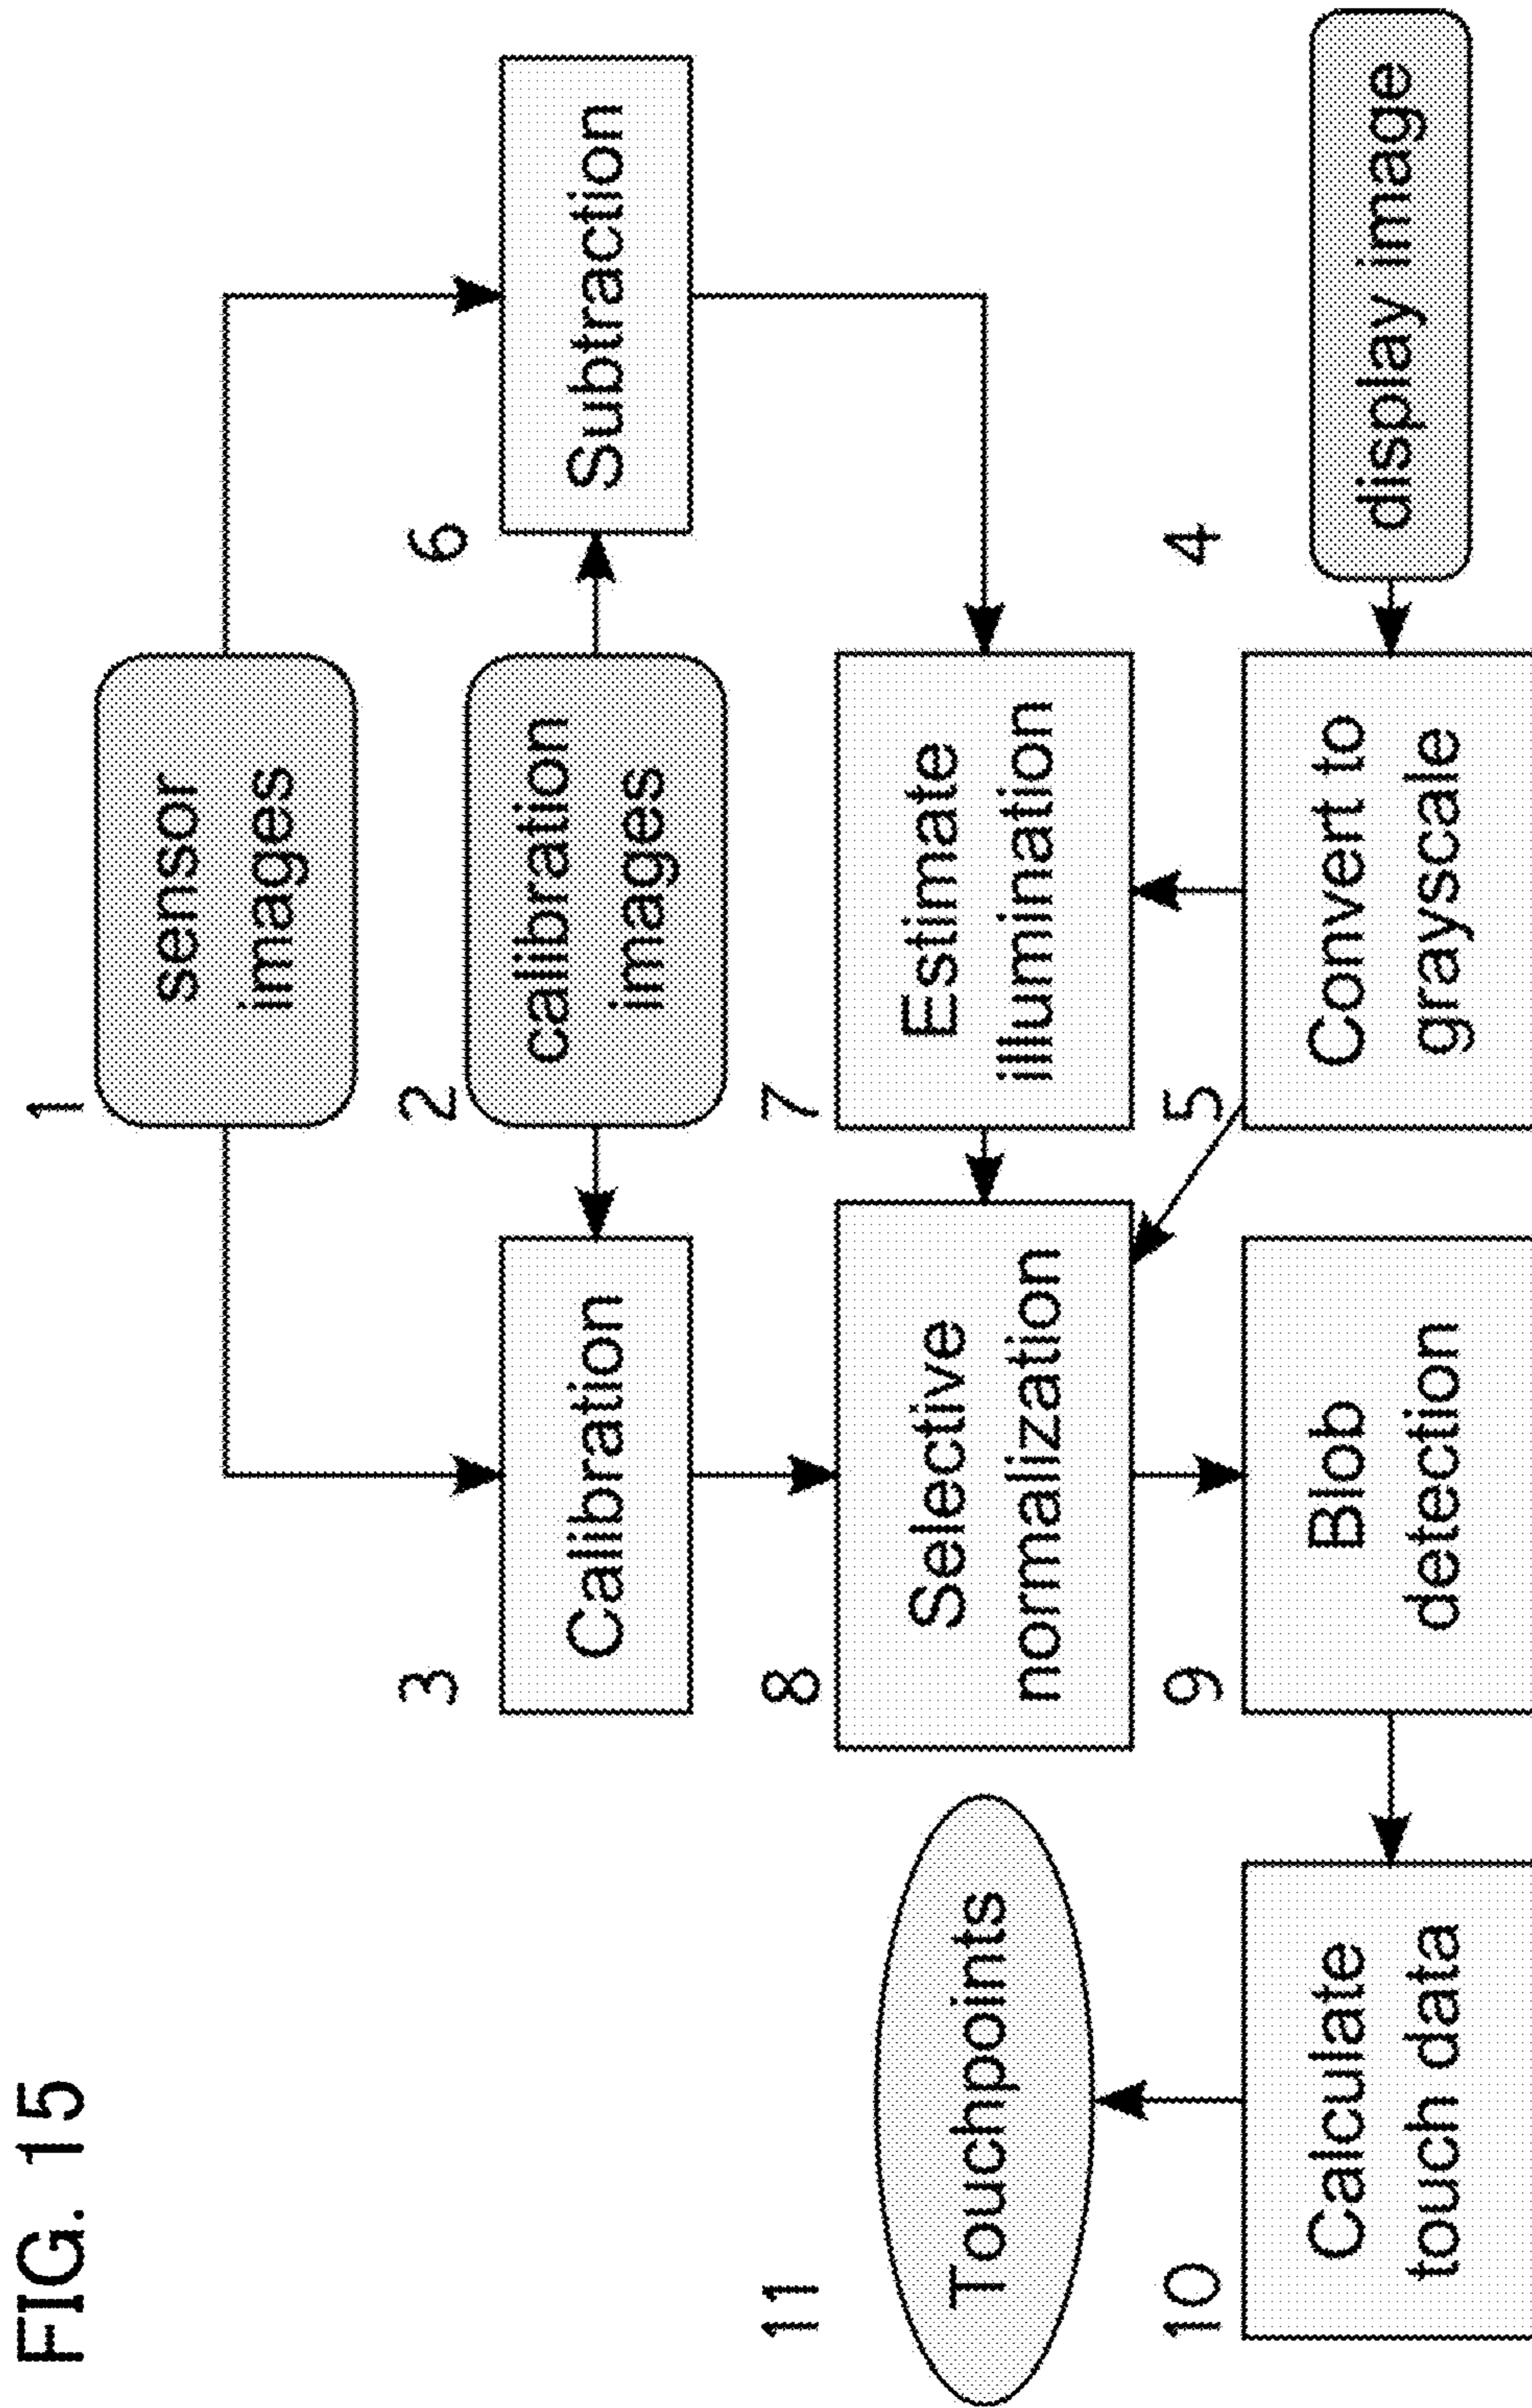 FIG. 15
1
sensor
images
2
calibration
images
3
Calibration
6
Subtraction
7
Estimate
illumination
8
Selective
normalization
4
display image
5
Convert to
grayscale
9
Blob
detection
10
Calculate
touch data
11
Touchpoints